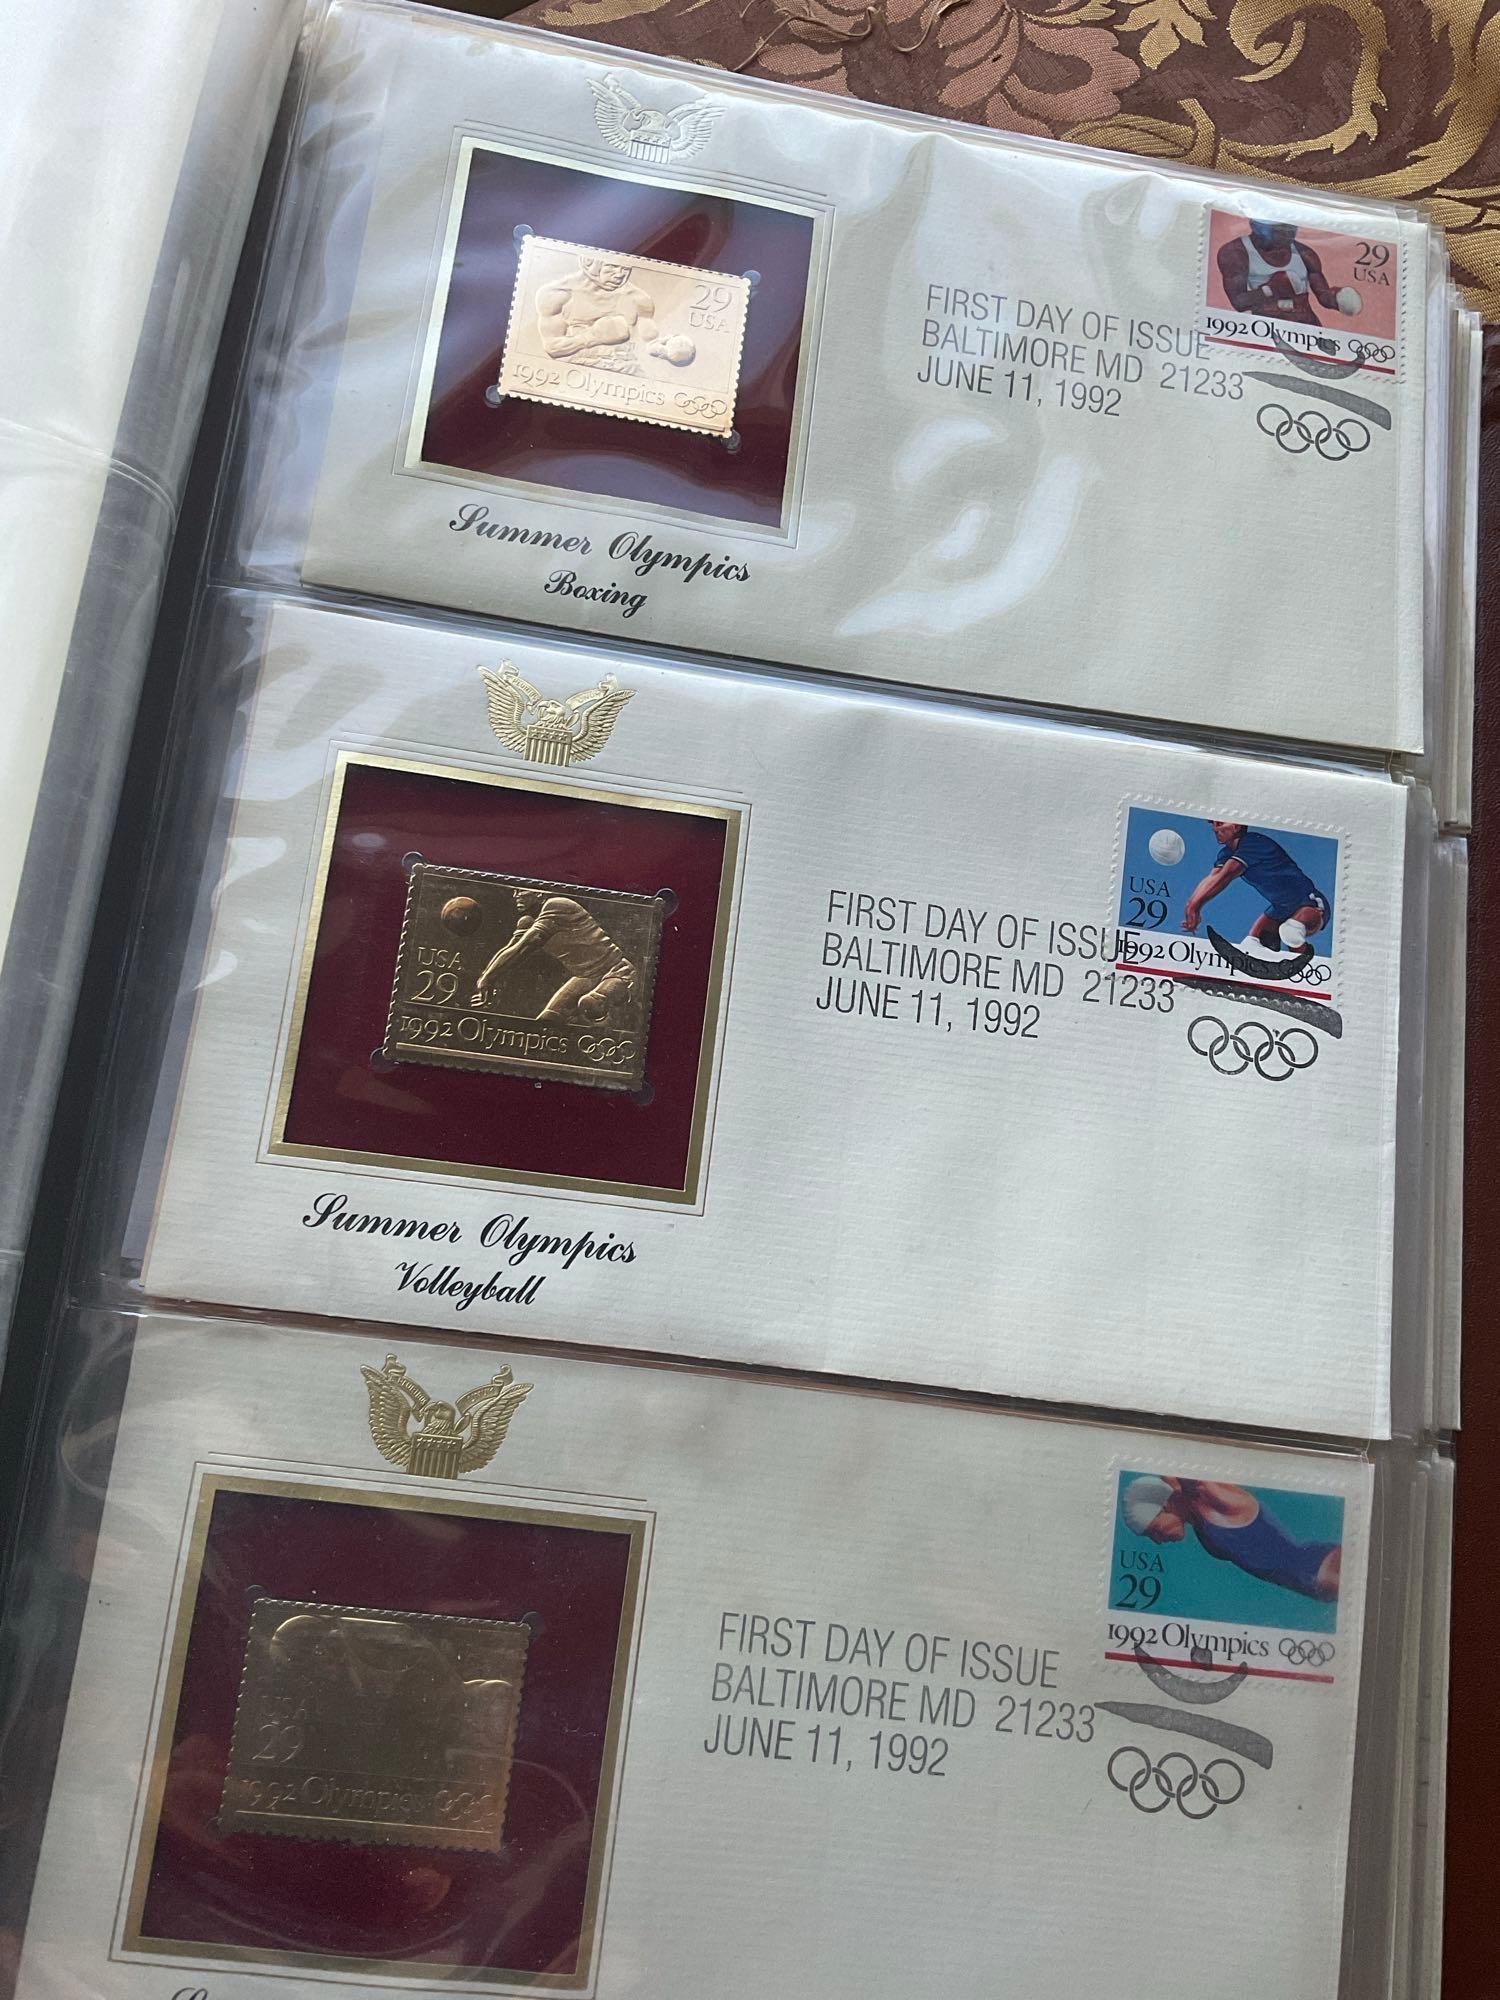 29
USA
1992 Olympics
Summer Olympics
Boxing
FIRST DAY OF ISSUE
BALTIMORE MD 21233
JUNE 11, 1992
29
USA
1992 Olympics
USA
29
1992 Olympics
Summer Olympics
Volleyball
FIRST DAY OF ISSUE
BALTIMORE MD 21233
JUNE 11, 1992
USA
29
1992 Olympics
USA
29
1992 Olympics
FIRST DAY OF ISSUE
BALTIMORE MD 21233
JUNE 11, 1992
USA
29
1992 Olympics